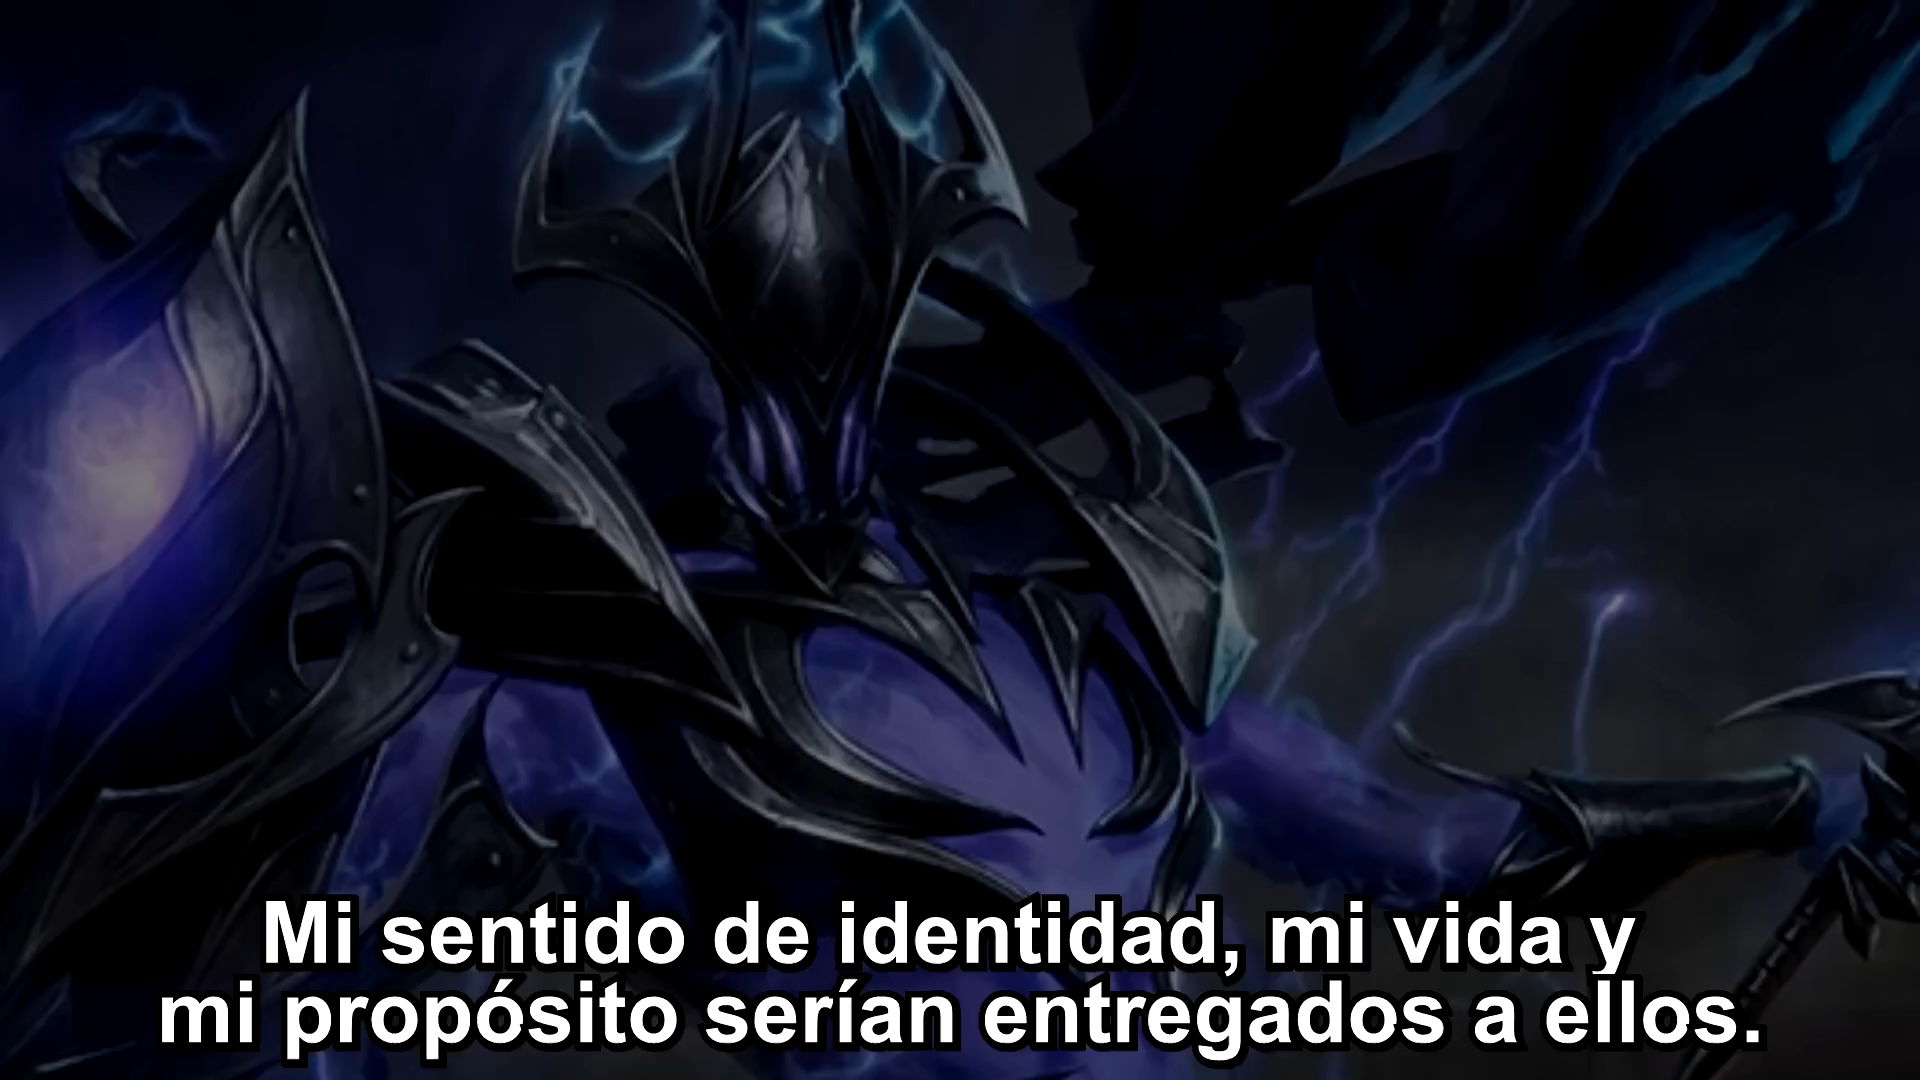 Mi sentido de identidad, mi vida y
mi propósito serían entregados a ellos.